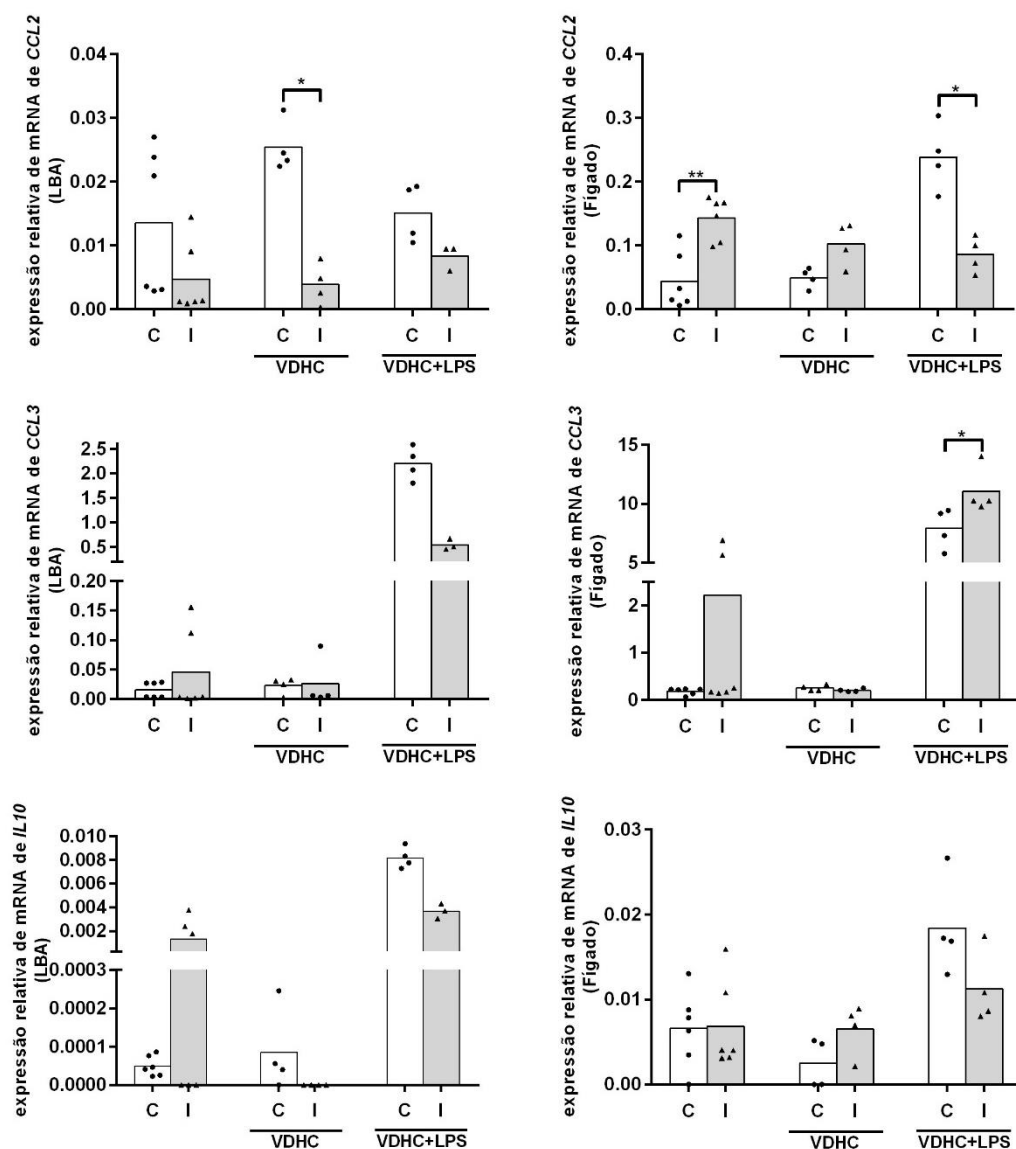 expressão relativa de mRNA de CCL2
(LBA)
0.04
0.03
0.02
0.01
0.00
*
C I C I C I
VDHC VDHC+LPS
expressão relativa de mRNA de CCL2
(Fígado)
0.4
0.3
0.2
0.1
0.0
**
*
C I C I C I
VDHC VDHC+LPS
expressão relativa de mRNA de CCL3
(LBA)
2.5
2.0
1.5
1.0
0.5
0.20
0.15
0.10
0.05
0.00
C I C I C I
VDHC VDHC+LPS
expressão relativa de mRNA de CCL3
(Fígado)
15
10
5
2
1
0
*
C I C I C I
VDHC VDHC+LPS
expressão relativa de mRNA de IL10
(LBA)
0.010
0.008
0.006
0.004
0.002
0.0003
0.0002
0.0001
0.0000
C I C I C I
VDHC VDHC+LPS
expressão relativa de mRNA de IL10
(Fígado)
0.03
0.02
0.01
0.00
C I C I C I
VDHC VDHC+LPS